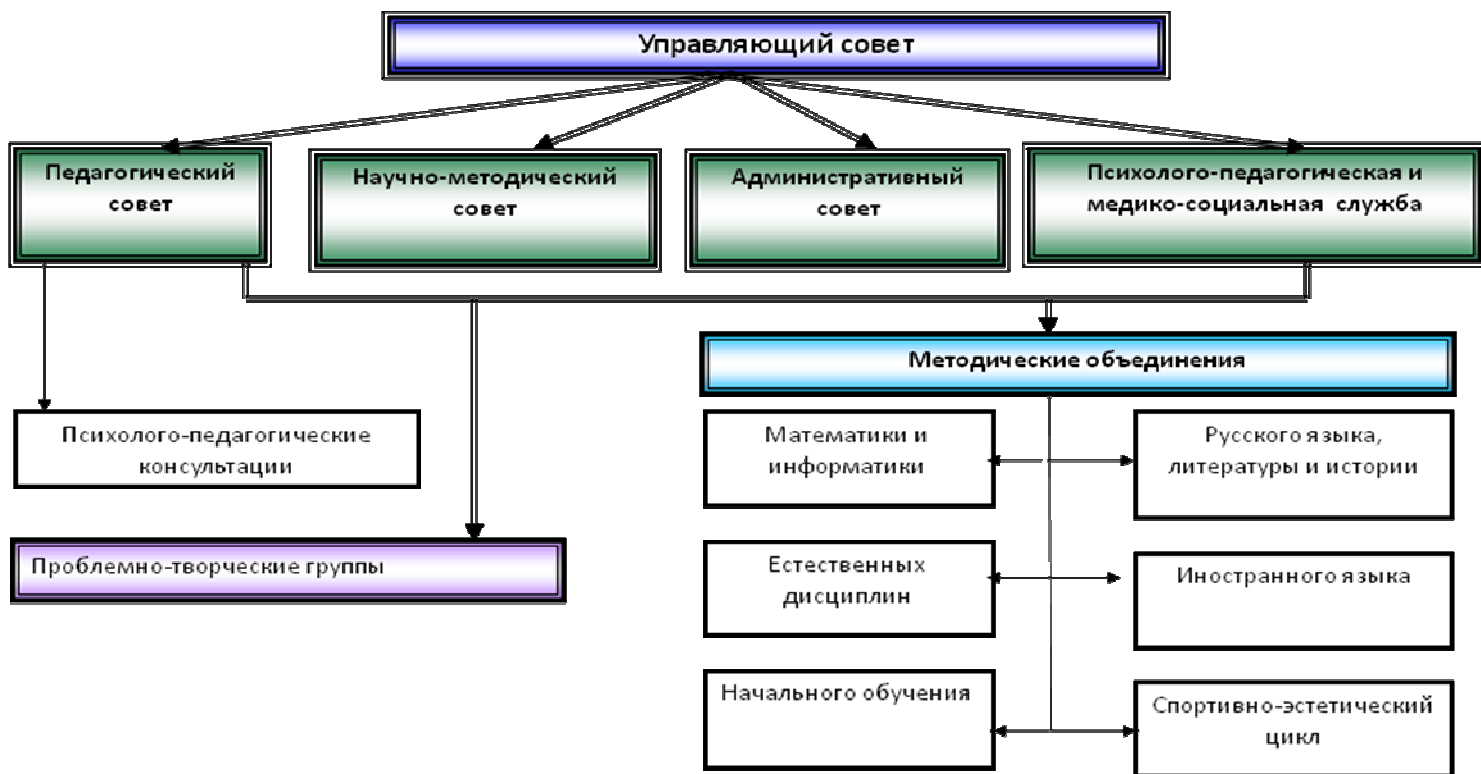 Управляющий совет
Педагогический
совет
Научно-методический
совет
Административный
совет
Психолого-педагогическая и
медико-социальная служба
Методические объединения
Психолого-педагогические
консультации
Математики и
информатики
Русского языка,
литературы и истории
Проблемно-творческие группы
Естественных
дисциплин
Иностранного языка
Начального обучения
Спортивно-эстетический
цикл